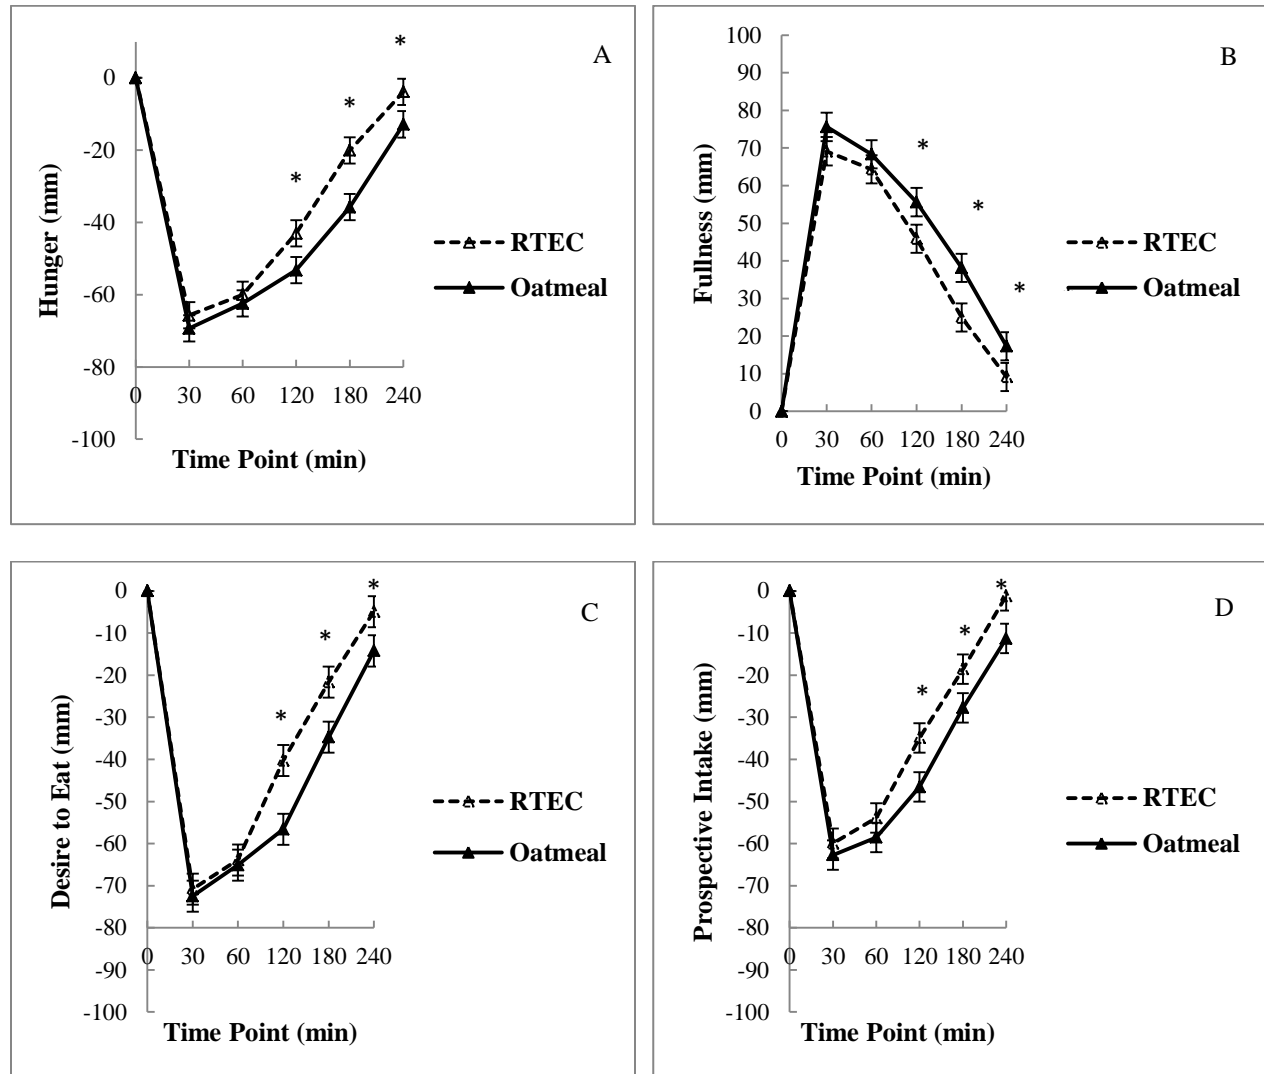 A
*
*
*
0
-20
-40
-60
-80
-100
Hunger (mm)
0 30 60 120 180 240
Time Point (min)
RTEC
Oatmeal
B
100
90
80
70
60
50
40
30
20
10
0
*
*
*
Fullness (mm)
0 30 60 120 180 240
Time Point (min)
RTEC
Oatmeal
C
*
*
*
0
-10
-20
-30
-40
-50
-60
-70
-80
-90
-100
Desire to Eat (mm)
0 30 60 120 180 240
Time Point (min)
RTEC
Oatmeal
D
*
*
*
0
-10
-20
-30
-40
-50
-60
-70
-80
-90
-100
Prospective Intake (mm)
0 30 60 120 180 240
Time Point (min)
RTEC
Oatmeal